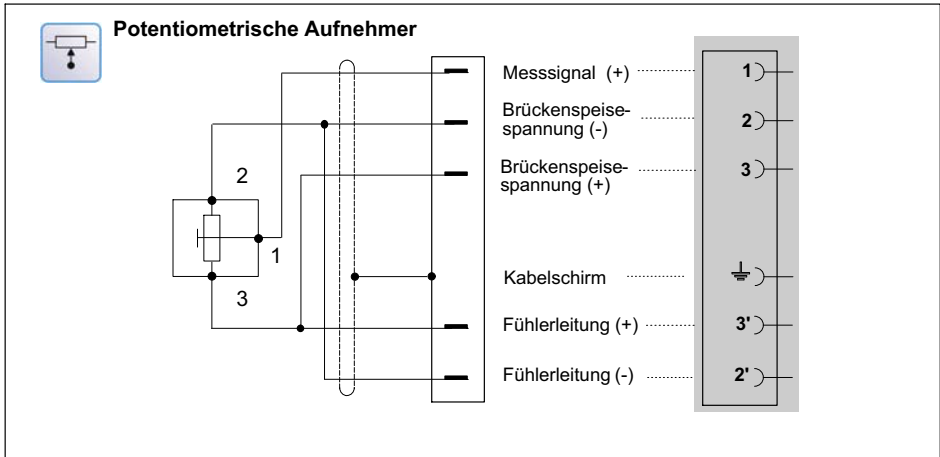 Potentiometrische Aufnehmer
Messsignal (+)
1
Brückenspeise-
spannung (-)
2
Brückenspeise-
spannung (+)
3
2
1
3
Kabelschirm
Fühlerleitung (+)
3'
Fühlerleitung (-)
2'